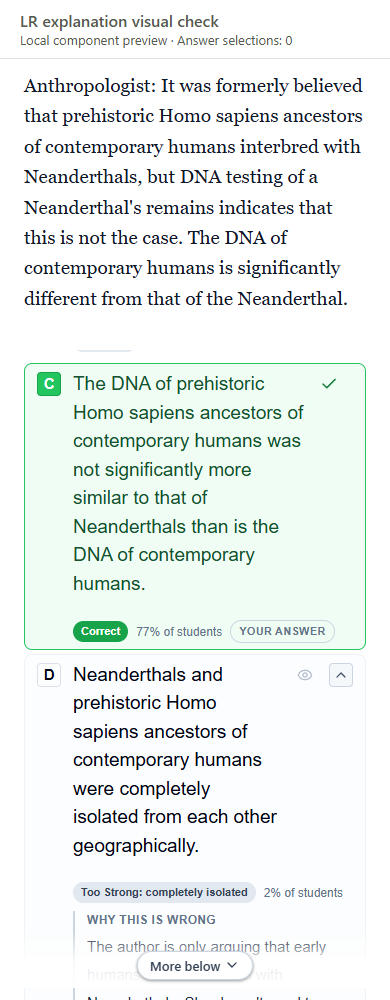 LR explanation visual check
Local component preview · Answer selections: 0
Anthropologist: It was formerly believed
that prehistoric Homo sapiens ancestors
of contemporary humans interbred with
Neanderthals, but DNA testing of a
Neanderthal's remains indicates that
this is not the case. The DNA of
contemporary humans is significantly
different from that of the Neanderthal.
C The DNA of prehistoric
Homo sapiens ancestors of
contemporary humans was
not significantly more
similar to that of
Neanderthals than is the
DNA of contemporary
humans.
Correct 77% of students YOUR ANSWER
D Neanderthals and
prehistoric Homo
sapiens ancestors of
contemporary humans
were completely
isolated from each other
geographically.
Too Strong: completely isolated 2% of students
WHY THIS IS WRONG
The author is only arguing that early
humans with
More below